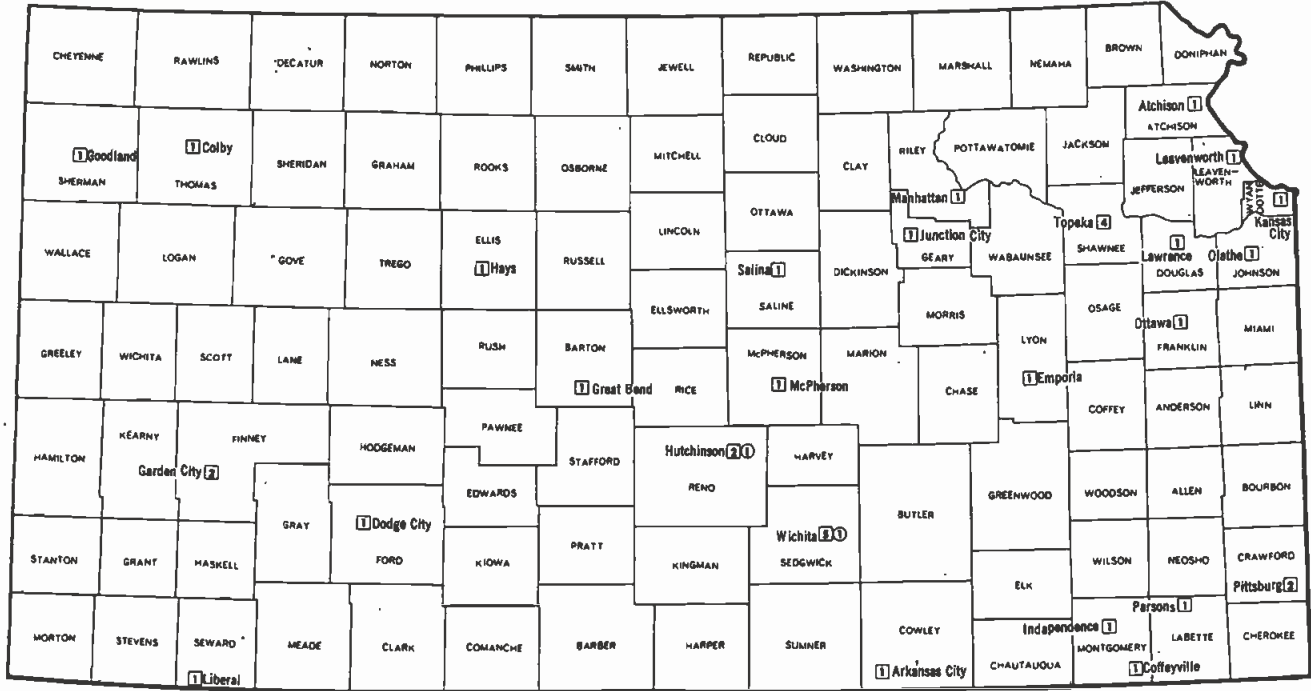 CHEYENNE
RAWLINS
DECATUR
NORTON
PHILLIPS
SMITH
JEWELL
REPUBLIC
WASHINGTON
MARSHALL
NEMAHA
BROWN
DONIPHAN
Atchison 1
ATCHISON
1 Goodland
SHERMAN
1 Colby
THOMAS
SHERIDAN
GRAHAM
ROOKS
OSBORNE
MITCHELL
CLOUD
CLAY
RILEY
POTTAWATOMIE
JACKSON
Leavenworth 1
LEAVEN-
WORTH
JEFFERSON
WYAN
DOTTE
1
Kansas
City
Manhattan 1
1 Junction City
GEARY
WABAUNSEE
Topeka 4
SHAWNEE
1
Lawrence
DOUGLAS
Olathe 1
JOHNSON
WALLACE
LOGAN
GOVE
TREGO
ELLIS
1 Hays
RUSSELL
LINCOLN
OTTAWA
Salina 1
SALINE
DICKINSON
ELLSWORTH
MORRIS
OSAGE
LYON
1 Emporia
Ottawa 1
FRANKLIN
MIAMI
GREELEY
WICHITA
SCOTT
LANE
NESS
RUSH
BARTON
1 Great Bend
RICE
McPHERSON
1 McPherson
MARION
CHASE
COFFEY
ANDERSON
LINN
HAMILTON
KEARNY
FINNEY
Garden City 2
HODGEMAN
PAWNEE
STAFFORD
EDWARDS
Hutchinson 2 1
RENO
HARVEY
BUTLER
GREENWOOD
WOODSON
ALLEN
BOURBON
GRAY
1 Dodge City
FORD
KIOWA
PRATT
KINGMAN
Wichita 5 1
SEDGWICK
STANTON
GRANT
HASKELL
ELK
WILSON
NEOSHO
CRAWFORD
Pittsburg 2
MORTON
STEVENS
SEWARD
1 Liberal
MEADE
CLARK
COMANCHE
BARBER
HARPER
SUMNER
COWLEY
1 Arkansas City
CHAUTAUQUA
Independence 1
MONTGOMERY
1 Coffeyville
Parsons 1
LABETTE
CHEROKEE